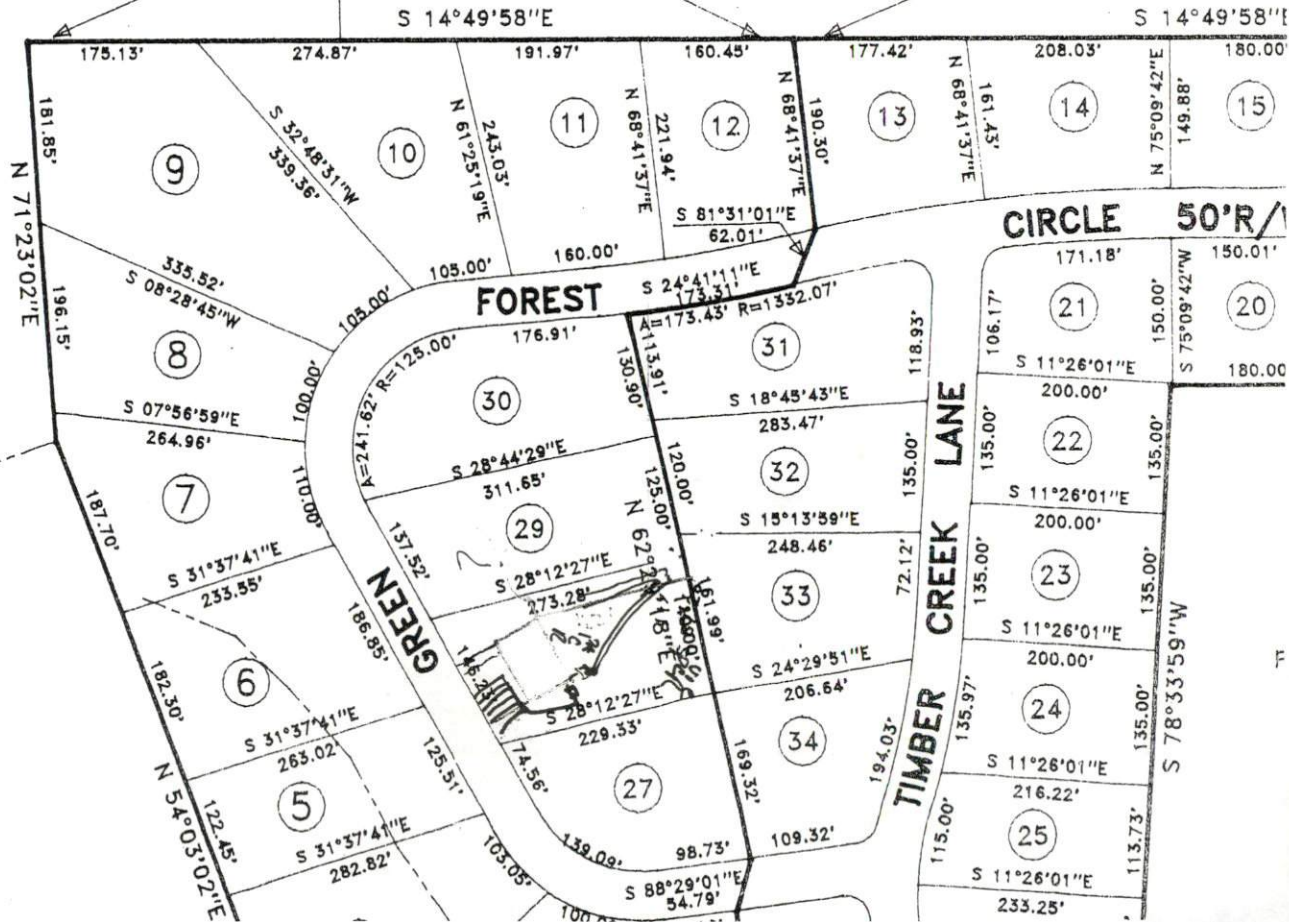 S 14°49'58"E
S 14°49'58"E
175.13'
274.87'
191.97'
160.45'
177.42'
208.03'
180.00'
181.85'
N 71°23'02"E
196.15'
9
S 32°48'31"W
339.36'
10
N 61°25'19"E
243.03'
11
N 68°41'37"E
221.94'
12
N 68°41'37"E
190.30'
13
N 68°41'37"E
161.43'
14
N 75°09'42"E
149.88'
15
S 81°31'01"E
62.01'
CIRCLE 50'R/
335.52'
S 08°28'45"W
105.00'
105.00'
160.00'
FOREST
S 24°41'11"E
173.31'
A=173.43' R=1332.07'
171.18'
150.01'
8
100.00'
A=241.62' R=125.00'
176.91'
A=113.91'
130.90'
31
118.93'
106.17'
21
150.00'
S 75°09'42"W
20
S 11°26'01"E
180.00
S 07°56'59"E
264.96'
30
S 18°45'43"E
283.47'
200.00'
7
110.00'
S 28°44'29"E
311.65'
120.00'
125.00'
32
135.00'
135.00'
22
135.00'
187.70'
137.52'
29
S 15°13'59"E
248.46'
S 11°26'01"E
200.00'
S 31°37'41"E
233.55'
S 28°12'27"E
273.28'
N 62°
18"E
161.99'
33
72.12'
135.00'
23
135.00'
S 78°33'59"W
186.85'
GREEN
146.23'
S 11°26'01"E
200.00'
182.30'
6
S 28°12'27"E
229.33'
S 24°29'51"E
206.64'
TIMBER CREEK LANE
135.97'
24
135.00'
S 31°37'41"E
263.02'
125.51'
74.56'
27
169.32'
34
194.03'
S 11°26'01"E
216.22'
N 54°03'02"E
122.45'
5
S 31°37'41"E
282.82'
103.05'
139.09'
98.73'
109.32'
115.00'
25
113.73'
S 88°29'01"E
54.79'
S 11°26'01"E
233.25'